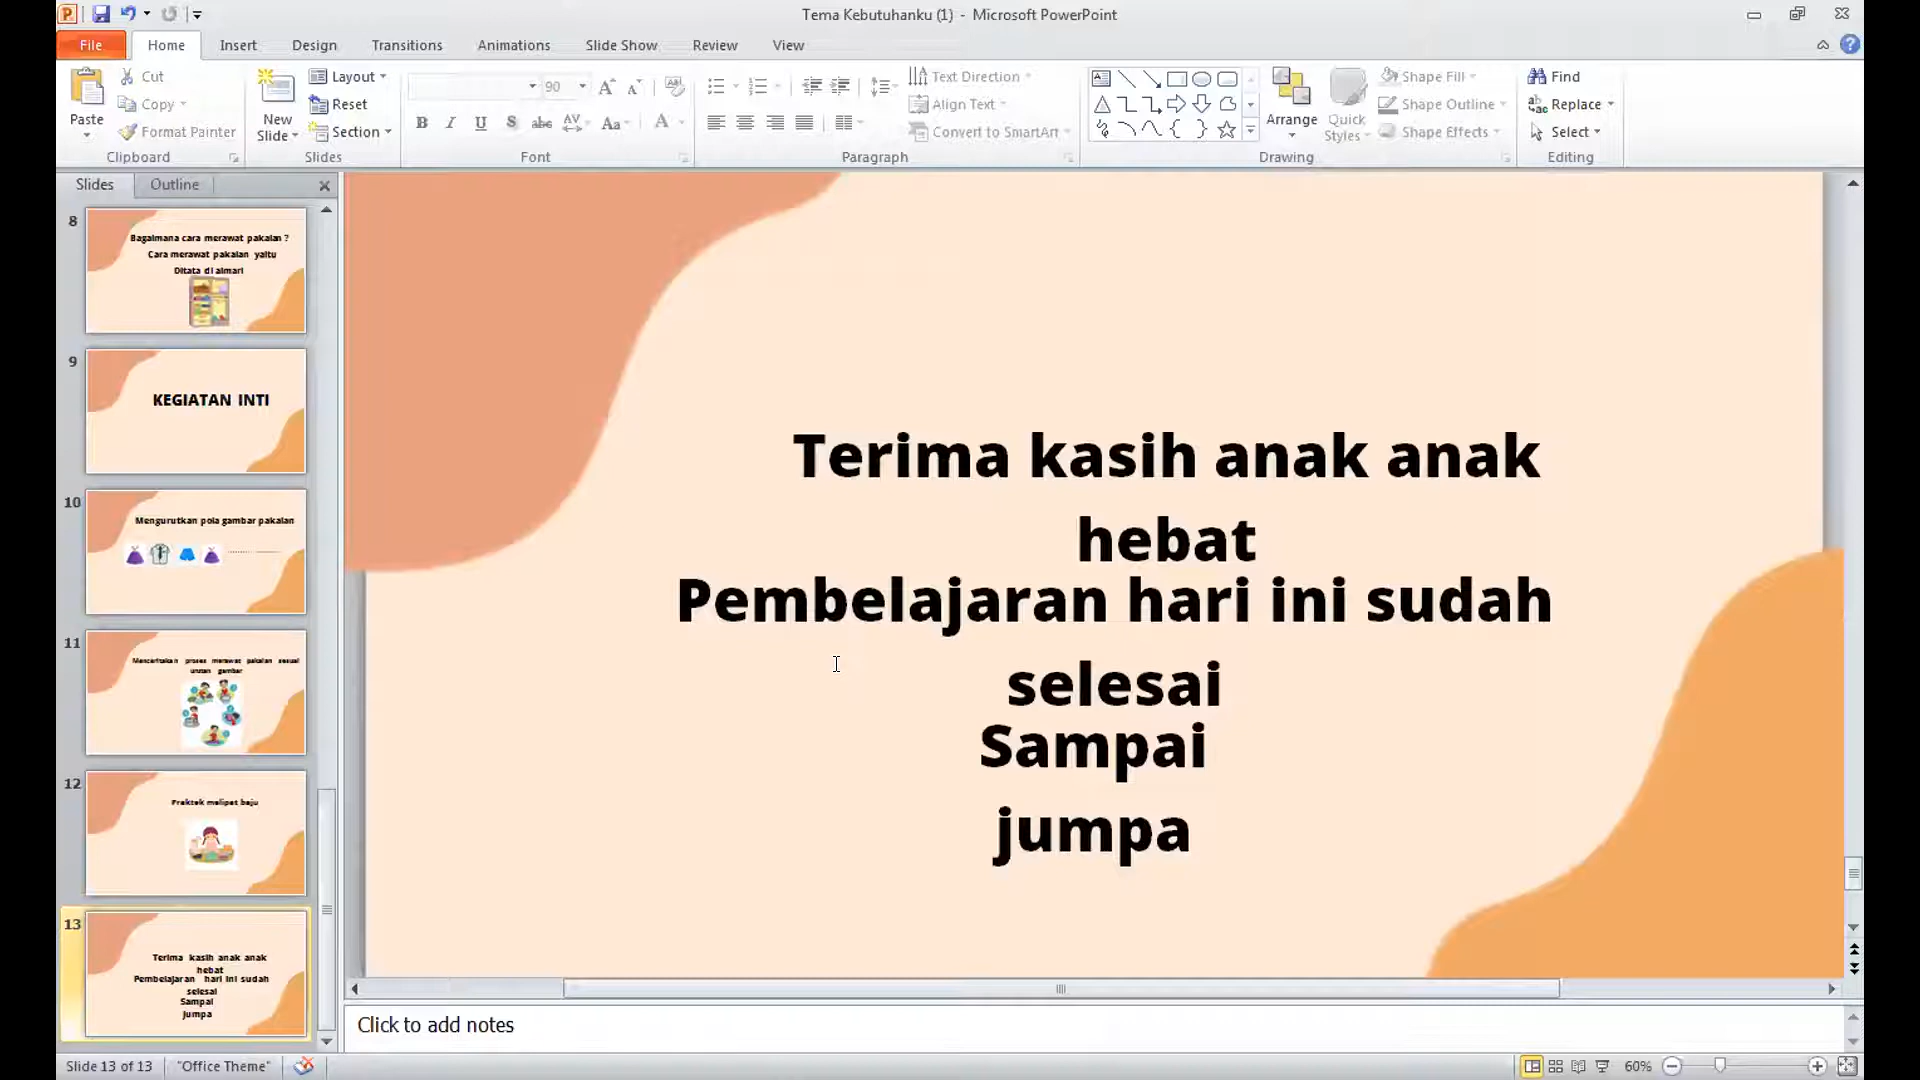 Tema Kebutuhanku (1) - Microsoft PowerPoint
File Home Insert Design Transitions Animations Slide Show Review View
Paste
Cut
Copy
Format Painter
Clipboard
New Slide
Layout
Reset
Section
Slides
90
B I U S abc AV Aa A
Font
Text Direction
Align Text
Convert to SmartArt
Paragraph
Arrange
Quick Styles
Shape Fill
Shape Outline
Shape Effects
Drawing
Find
Replace
Select
Editing
Slides Outline
8
Bagaimana cara merawat pakaian ?
Cara merawat pakaian yaitu
Ditata di almari
9
KEGIATAN INTI
10
Mengurutkan pola gambar pakaian
11
Menceritakan proses merawat pakaian sesuai
urutan gambar
12
Praktek melipat baju
13
Terima kasih anak anak
hebat
Pembelajaran hari ini sudah
selesai
Sampai
jumpa
Terima kasih anak anak
hebat
Pembelajaran hari ini sudah
selesai
Sampai
jumpa
Click to add notes
Slide 13 of 13 "Office Theme" 60%